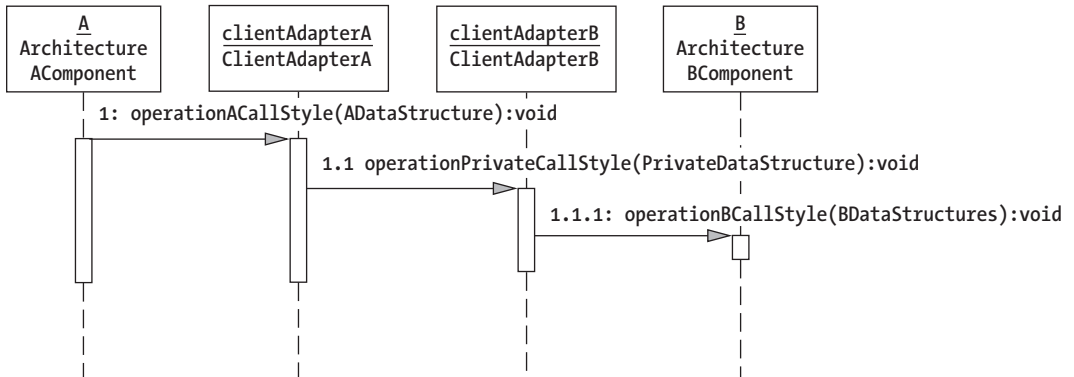 A
Architecture
AComponent
clientAdapterA
ClientAdapterA
clientAdapterB
ClientAdapterB
B
Architecture
BComponent
1: operationACallStyle(ADataStructure):void
1.1 operationPrivateCallStyle(PrivateDataStructure):void
1.1.1: operationBCallStyle(BDataStructures):void